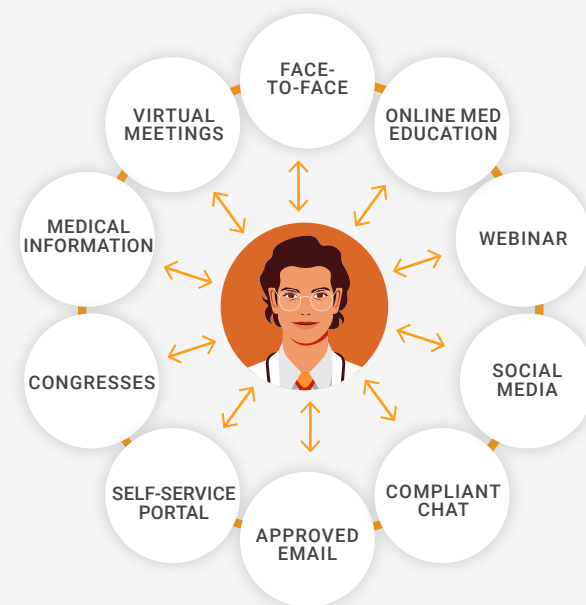 FACE-
TO-FACE
ONLINE MED
EDUCATION
WEBINAR
SOCIAL
MEDIA
COMPLIANT
CHAT
APPROVED
EMAIL
SELF-SERVICE
PORTAL
CONGRESSES
MEDICAL
INFORMATION
VIRTUAL
MEETINGS